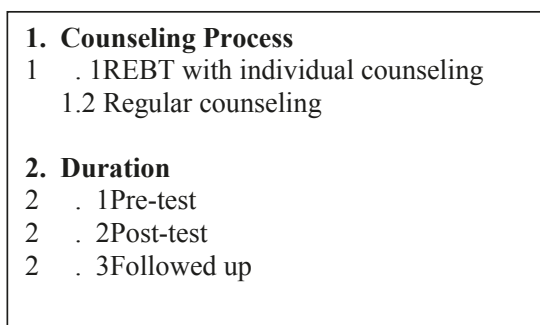 1. Counseling Process
1 . 1REBT with individual counseling
1.2 Regular counseling
2. Duration
2 . 1Pre-test
2 . 2Post-test
2 . 3Followed up